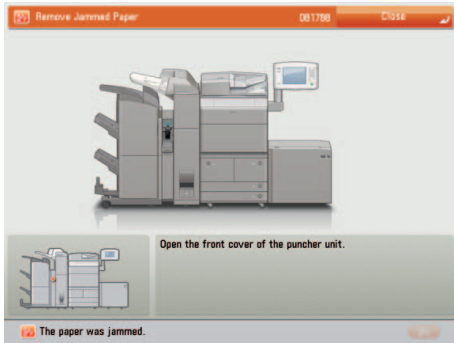 Remove Jammed Paper
081788
Close
Open the front cover of the puncher unit.
The paper was jammed.